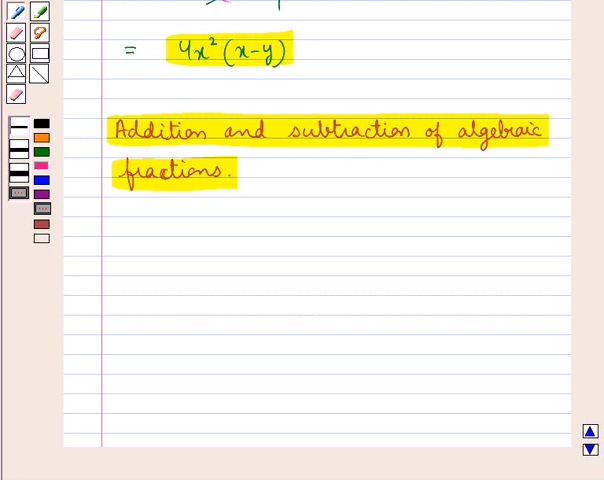 = 4x² (x-y)
Addition and subtraction of algebraic
fractions.